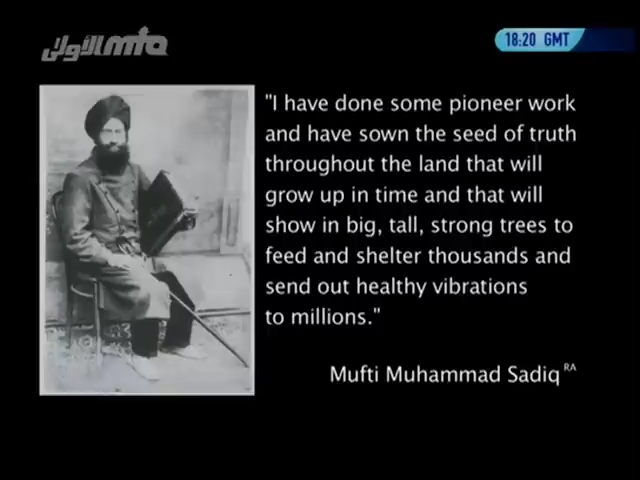 الأولى mta
18:20 GMT
"I have done some pioneer work
and have sown the seed of truth
throughout the land that will
grow up in time and that will
show in big, tall, strong trees to
feed and shelter thousands and
send out healthy vibrations
to millions."
Mufti Muhammad Sadiq RA